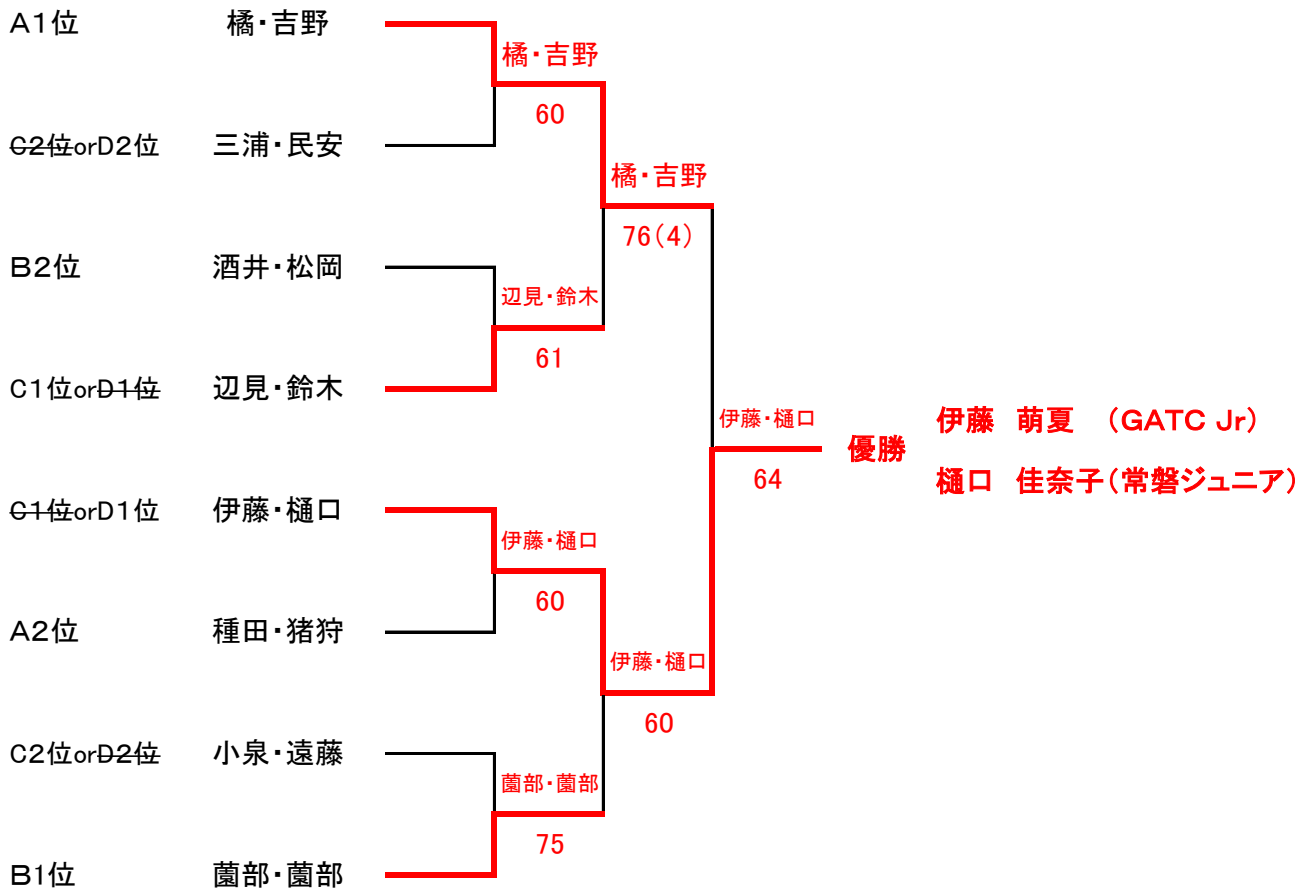 A1位 橘・吉野
橘・吉野
60
C2位orD2位 三浦・民安
橘・吉野
76(4)
B2位 酒井・松岡
辺見・鈴木
61
C1位orD1位 辺見・鈴木
伊藤・樋口
64
優勝
伊藤 萌夏 (GATC Jr)
樋口 佳奈子(常磐ジュニア)
C1位orD1位 伊藤・樋口
伊藤・樋口
60
A2位 種田・猪狩
伊藤・樋口
60
C2位orD2位 小泉・遠藤
薗部・薗部
75
B1位 薗部・薗部